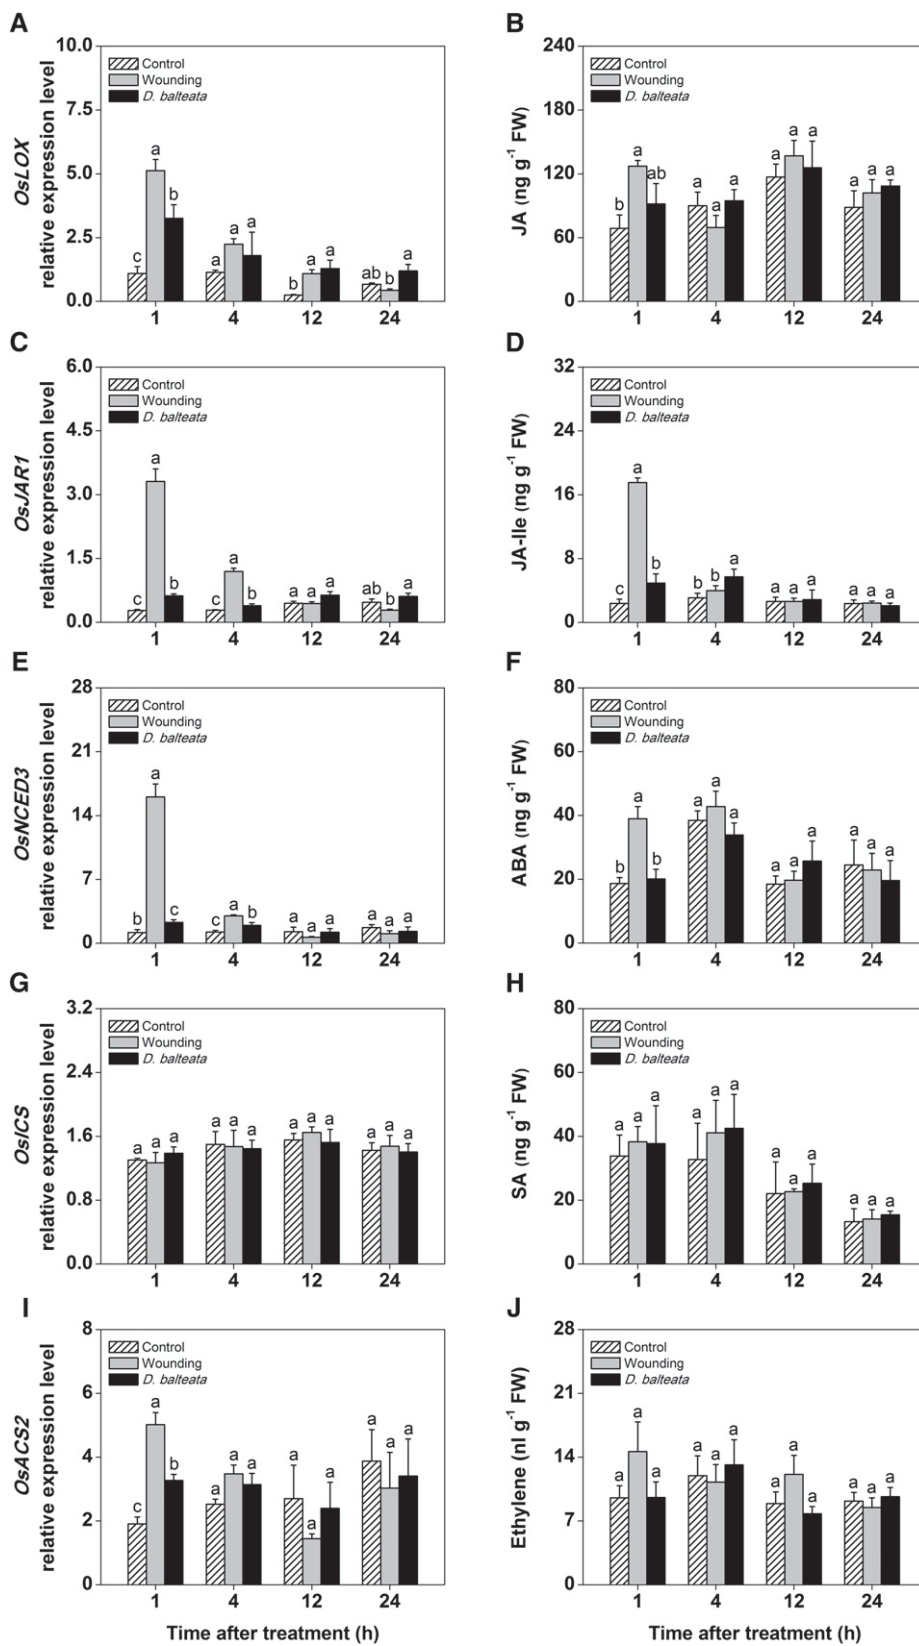 A
OsLOX
relative expression level
10.0
7.5
5.0
2.5
0.0
Control
Wounding
D. balteata
c a b
a a a
b a a
ab b a
1 4 12 24
B
JA (ng g-1 FW)
240
180
120
60
0
Control
Wounding
D. balteata
b a ab
a a a
a a a
a a a
1 4 12 24
C
OsJAR1
relative expression level
6.0
4.5
3.0
1.5
0.0
Control
Wounding
D. balteata
c a b
c a b
a a a
ab b a
1 4 12 24
D
JA-Ile (ng g-1 FW)
32
24
16
8
0
Control
Wounding
D. balteata
c a b
b b a
a a a
a a a
1 4 12 24
E
OsNCED3
relative expression level
28
21
14
7
0
Control
Wounding
D. balteata
b a c
c a b
a a a
a a a
1 4 12 24
F
ABA (ng g-1 FW)
80
60
40
20
0
Control
Wounding
D. balteata
b a b
a a a
a a a
a a a
1 4 12 24
G
OsICS
relative expression level
3.2
2.4
1.6
0.8
0.0
Control
Wounding
D. balteata
a a a
a a a
a a a
a a a
1 4 12 24
H
SA (ng g-1 FW)
80
60
40
20
0
Control
Wounding
D. balteata
a a a
a a a
a a a
a a a
1 4 12 24
I
OsACS2
relative expression level
8
6
4
2
0
Control
Wounding
D. balteata
c a b
a a a
a a a
a a a
1 4 12 24
Time after treatment (h)
J
Ethylene (nl g-1 FW)
28
21
14
7
0
Control
Wounding
D. balteata
a a a
a a a
a a a
a a a
1 4 12 24
Time after treatment (h)